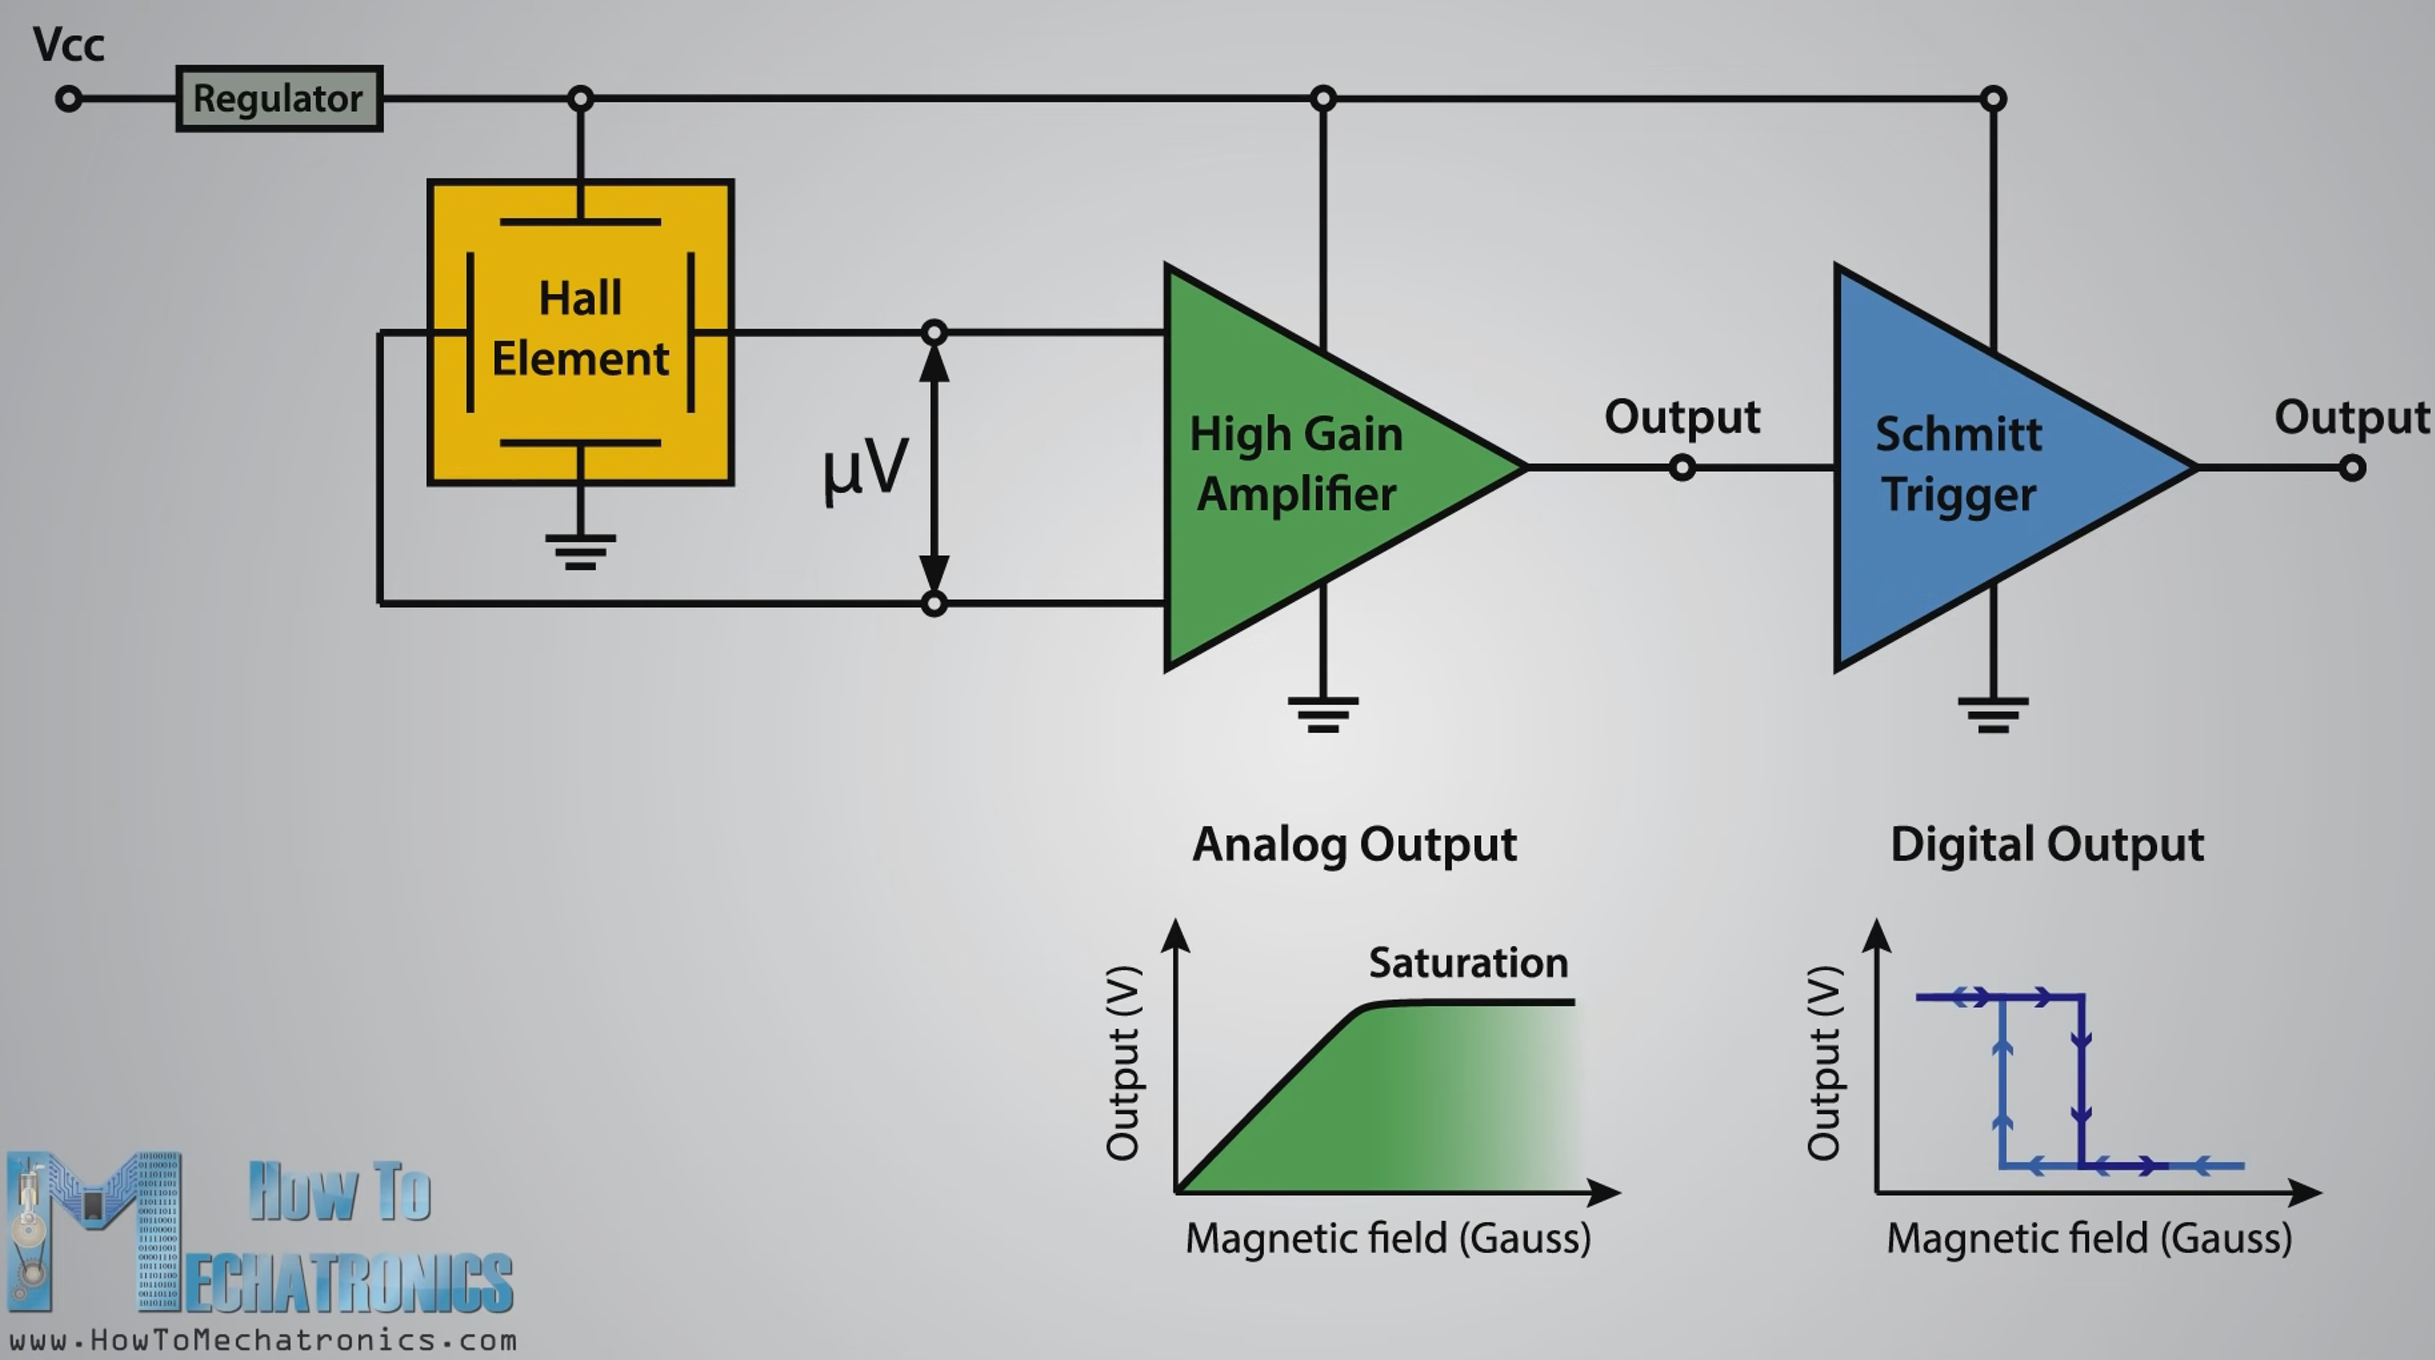 Vcc
Regulator
Hall
Element
µV
High Gain
Amplifier
Output
Schmitt
Trigger
Output
Analog Output
Digital Output
Saturation
Output (V)
Magnetic field (Gauss)
Output (V)
Magnetic field (Gauss)
How To
MECHATRONICS
www.HowToMechatronics.com